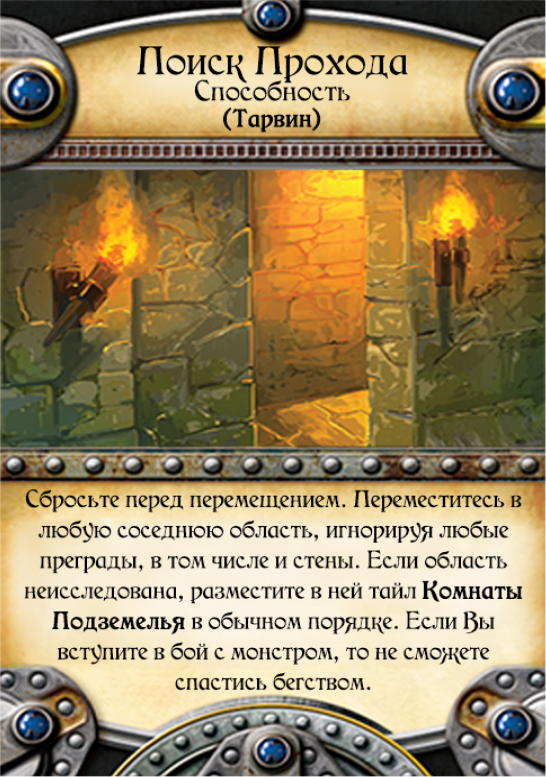 Поиск Прохода
Способность
(Тарвин)
Сбросьте перед перемещением. Переместитесь в
любую соседнюю область, игнорируя любые
преграды, в том числе и стены. Если область
неисследована, разместите в ней тайл Комнаты
Подземелья в обычном порядке. Если Вы
вступите в бой с монстром, то не сможете
спастись бегством.